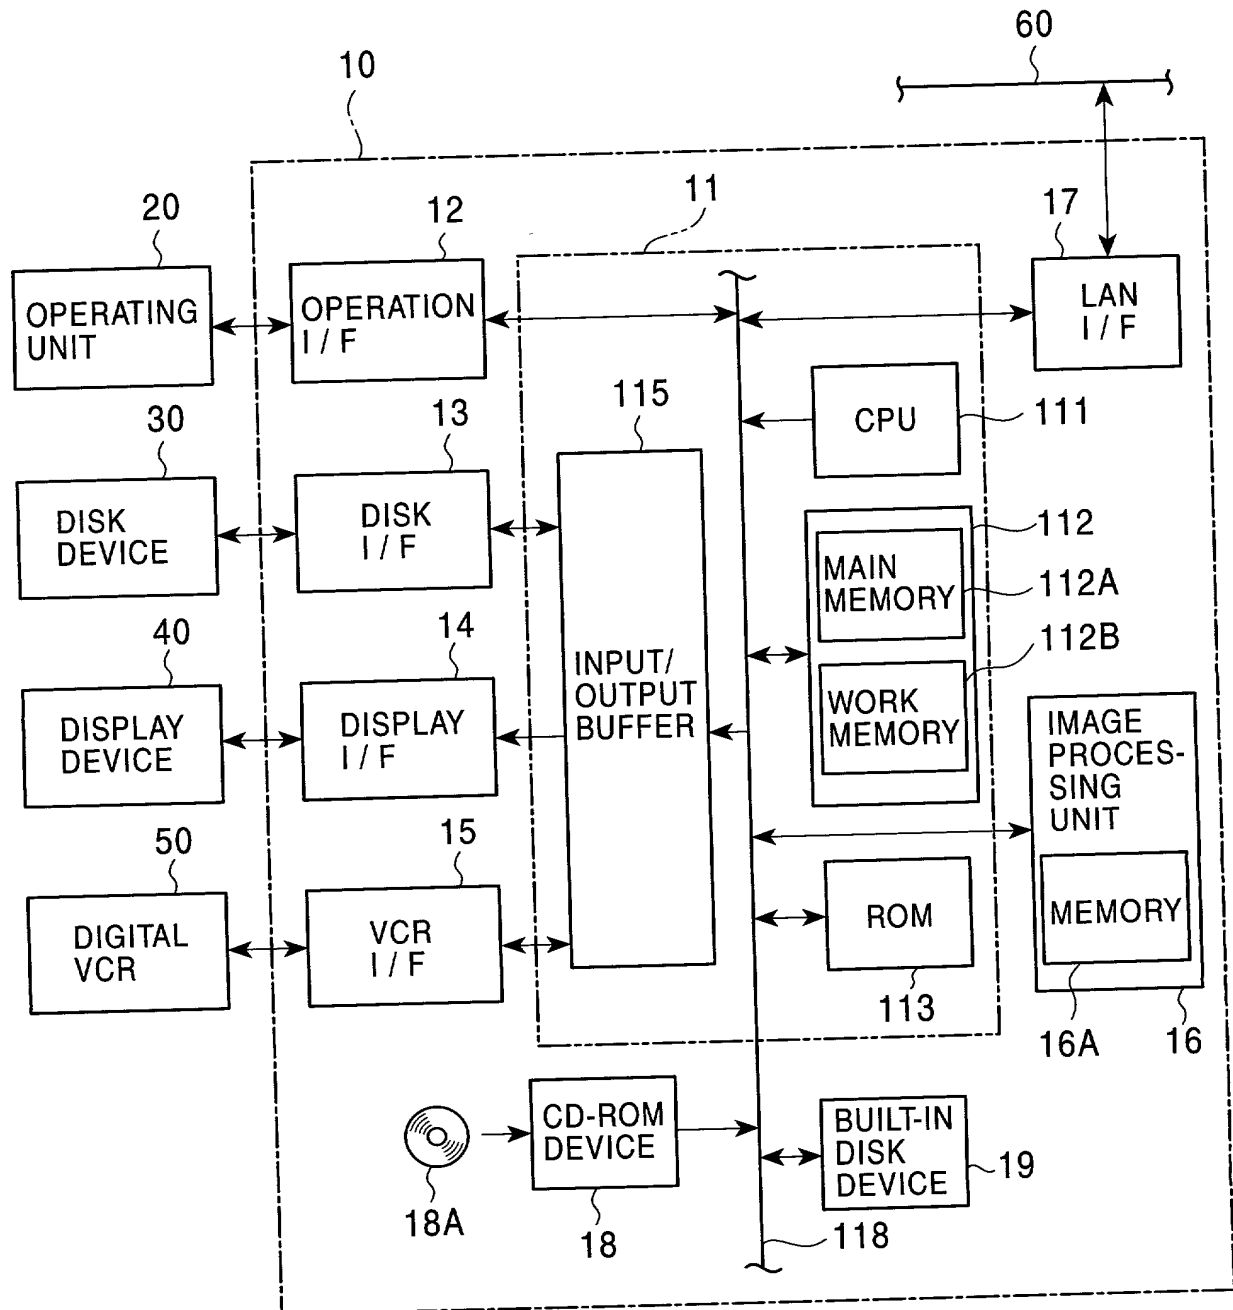 60
10
11
20
12
17
OPERATING
UNIT
OPERATION
I / F
LAN
I / F
30
13
115
CPU
111
DISK
DEVICE
DISK
I / F
112
MAIN
MEMORY
112A
40
14
112B
DISPLAY
DEVICE
DISPLAY
I / F
INPUT/
OUTPUT
BUFFER
WORK
MEMORY
IMAGE
PROCES-
SING
UNIT
50
15
DIGITAL
VCR
VCR
I / F
ROM
MEMORY
113
16A
16
CD-ROM
DEVICE
BUILT-IN
DISK
DEVICE
19
18A
18
118